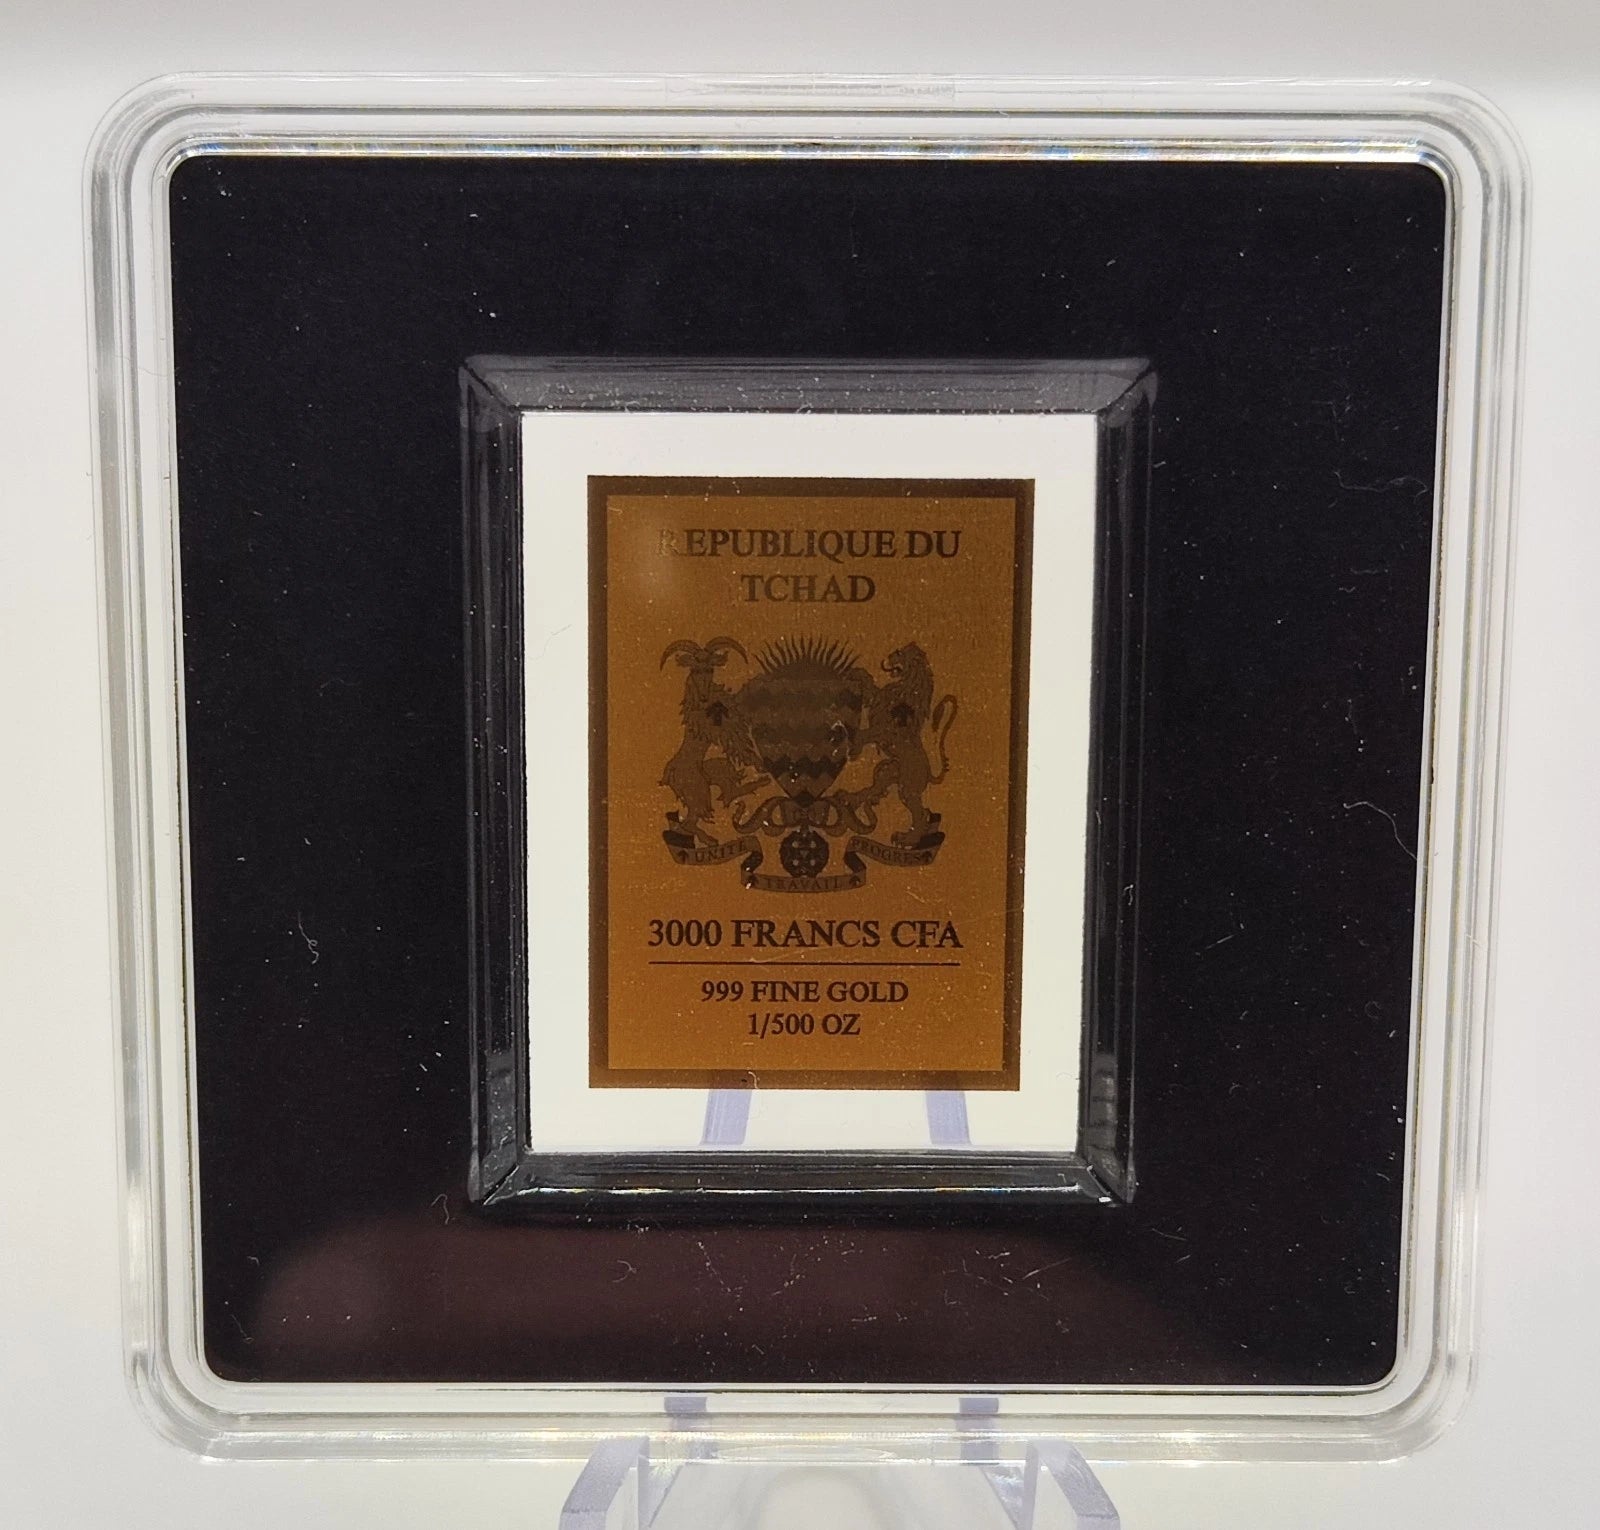 REPUBLIQUE DU
TCHAD
UNITE
PROGRES
TRAVAIL
3000 FRANCS CFA
999 FINE GOLD
1/500 OZ